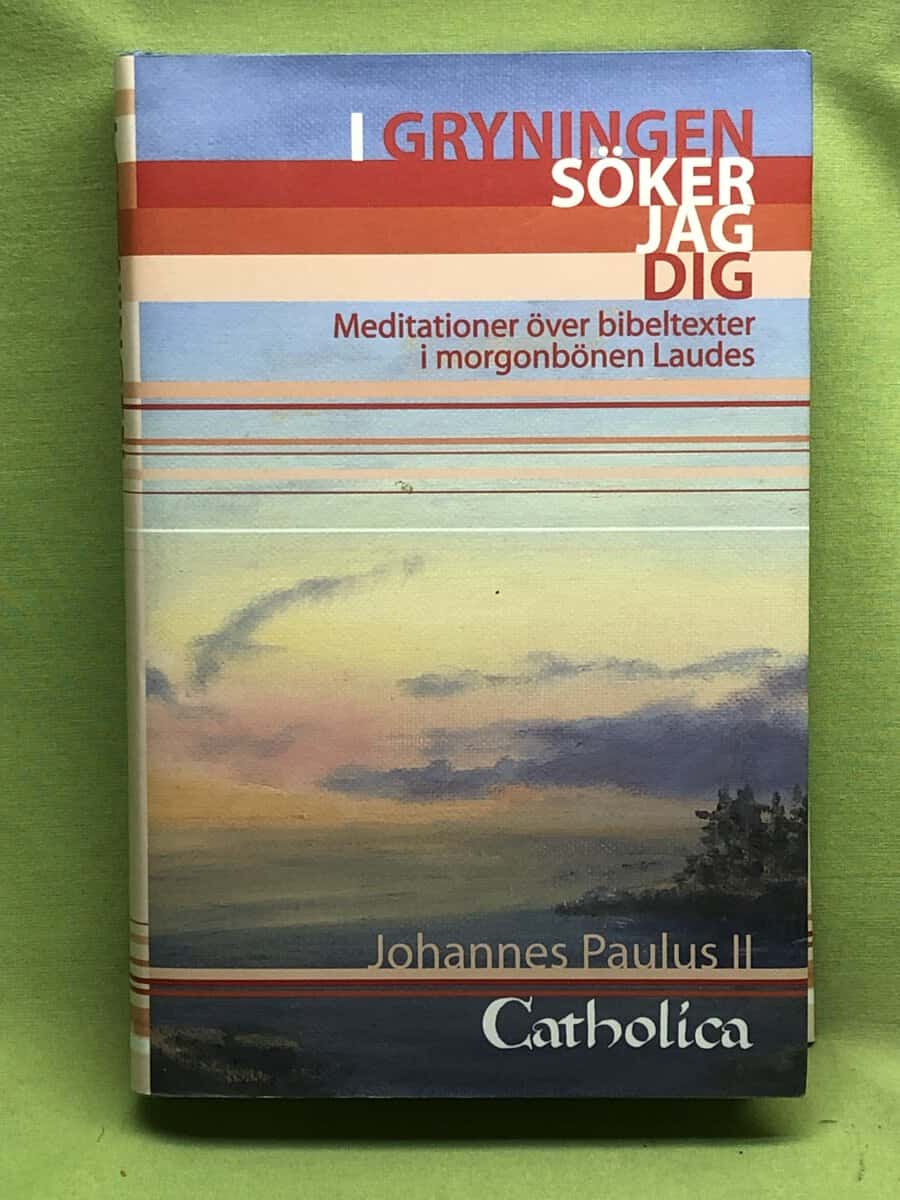 I GRYNINGEN
SÖKER
JAG
DIG
Meditationer över bibeltexter
i morgonbönen Laudes
Johannes Paulus II
Catholica